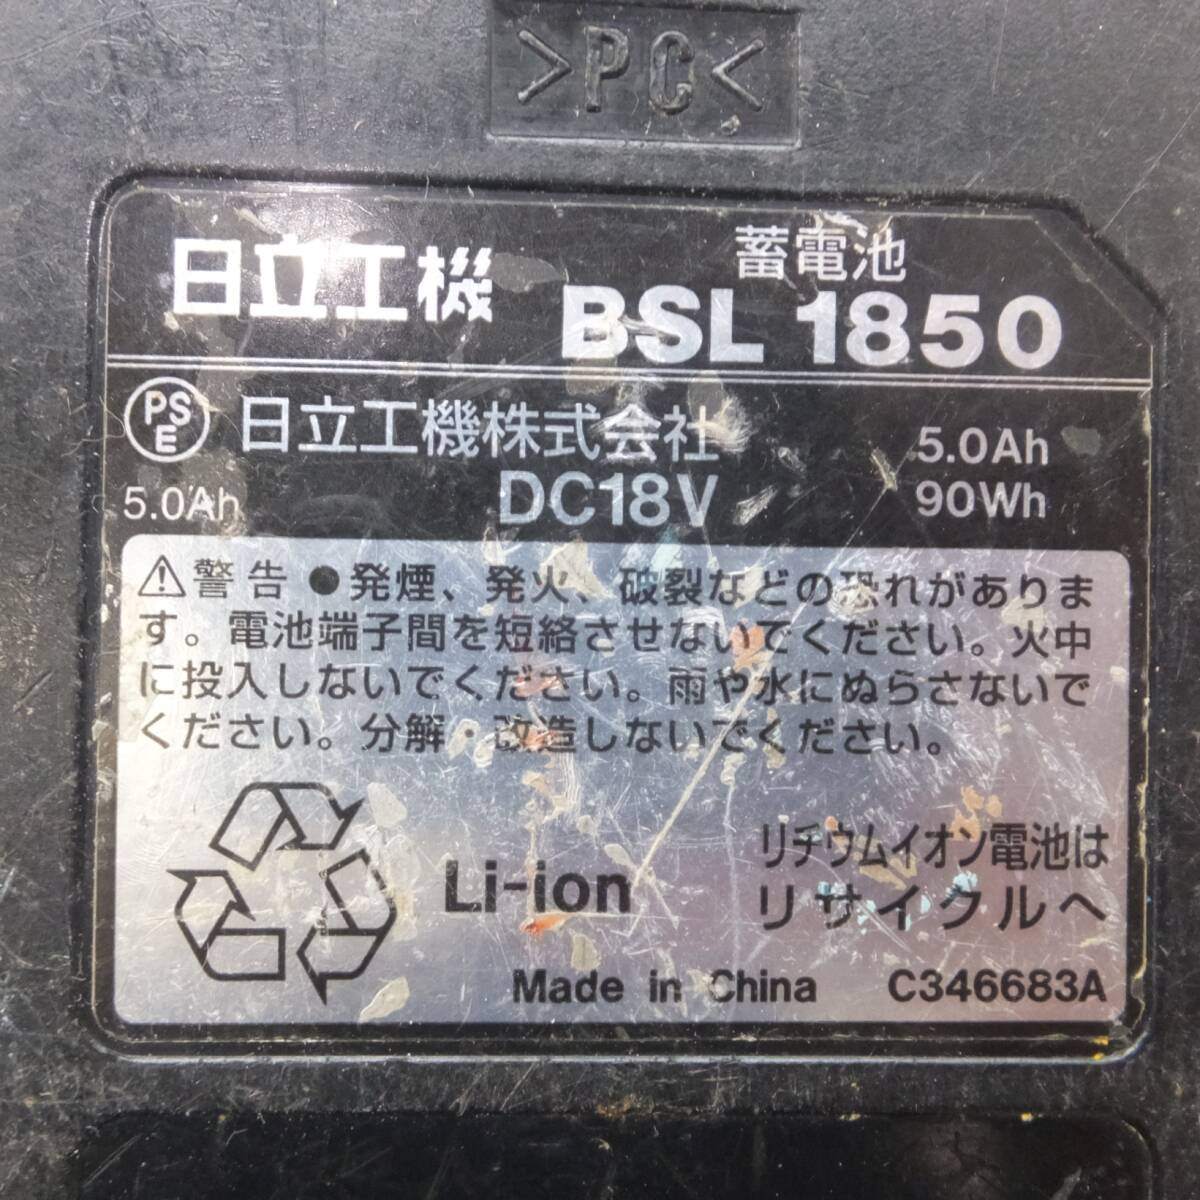 >PC<
日立工機
蓄電池
BSL 1850
PSE 日立工機株式会社 5.0Ah
5.0Ah DC18V 90Wh
⚠警告 ●発煙、発火、破裂などの恐れがありま
す。電池端子間を短絡させないでください。火中
に投入しないでください。雨や水にぬらさないで
ください。分解・改造しないでください。
Li-ion
リチウムイオン電池は
リサイクルへ
Made in China C346683A